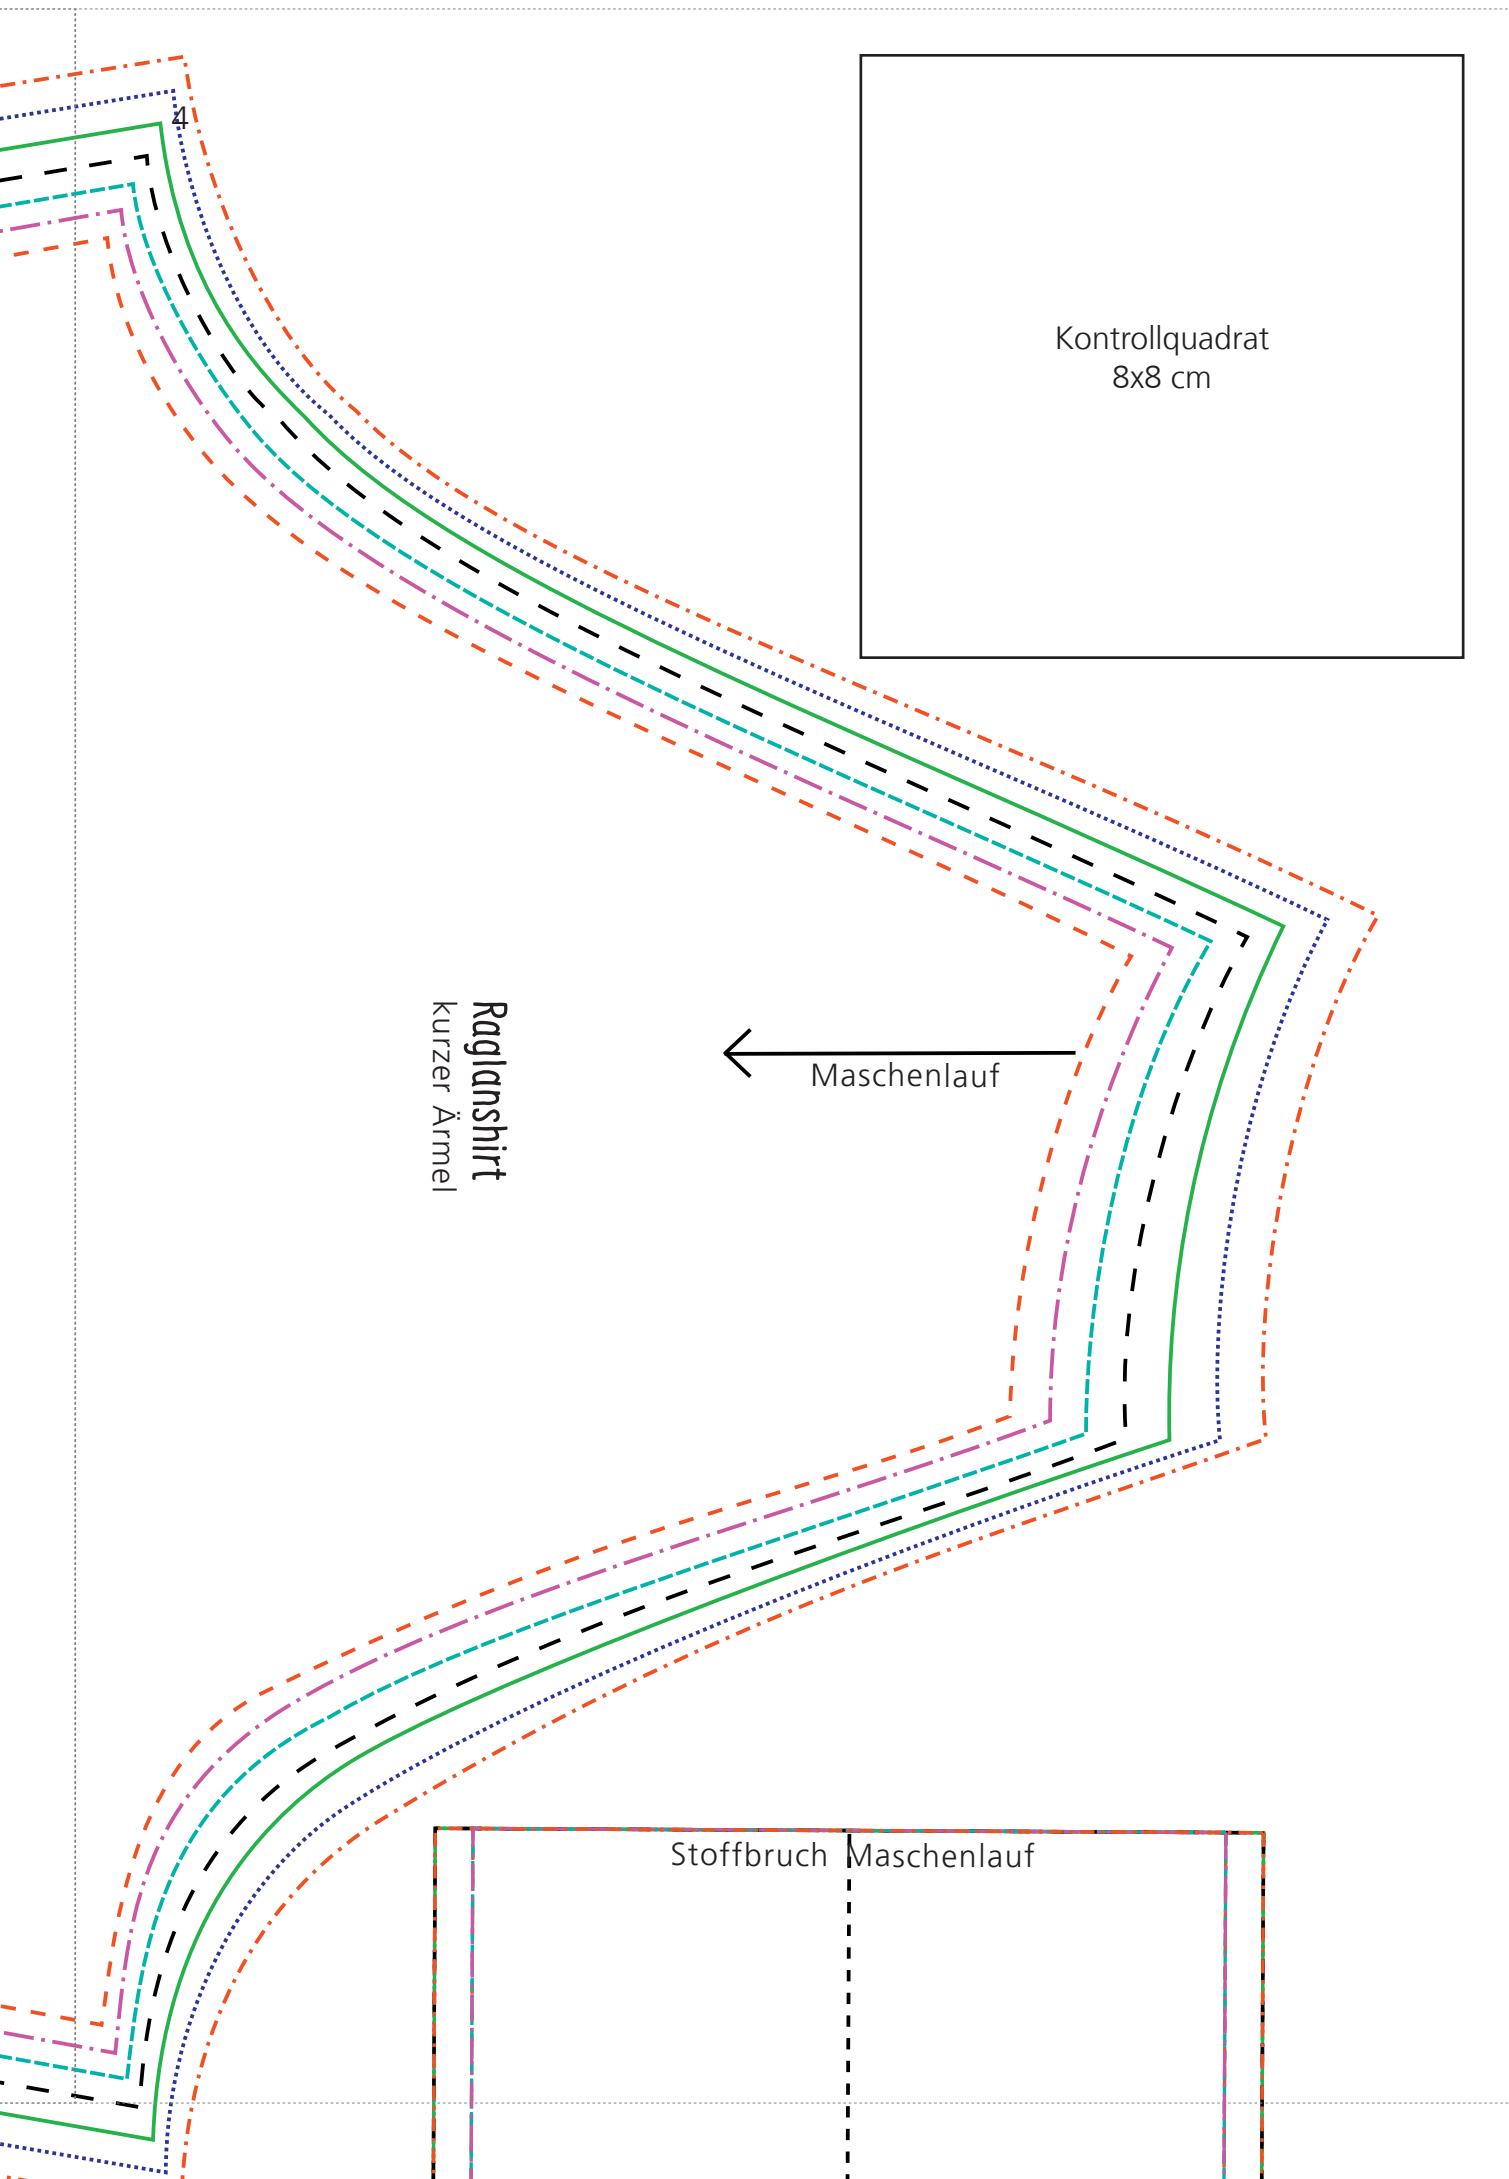 4
Kontrollquadrat
8x8 cm
Raglanshirt
kurzer Ärmel
Maschenlauf
Stoffbruch Maschenlauf